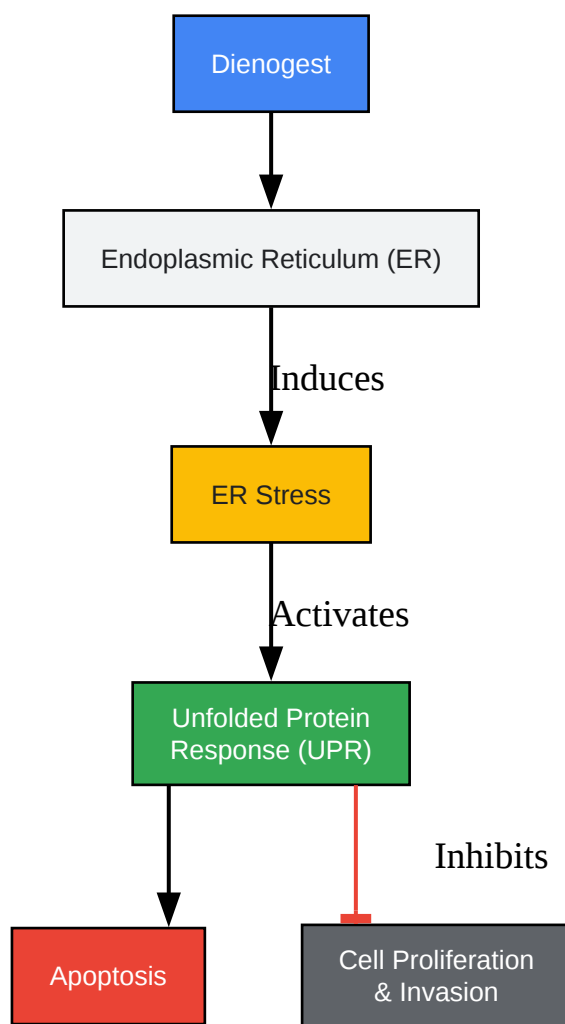 Dienogest
Endoplasmic Reticulum (ER)
Induces
ER Stress
Activates
Unfolded Protein
Response (UPR)
Inhibits
Apoptosis
Cell Proliferation
& Invasion